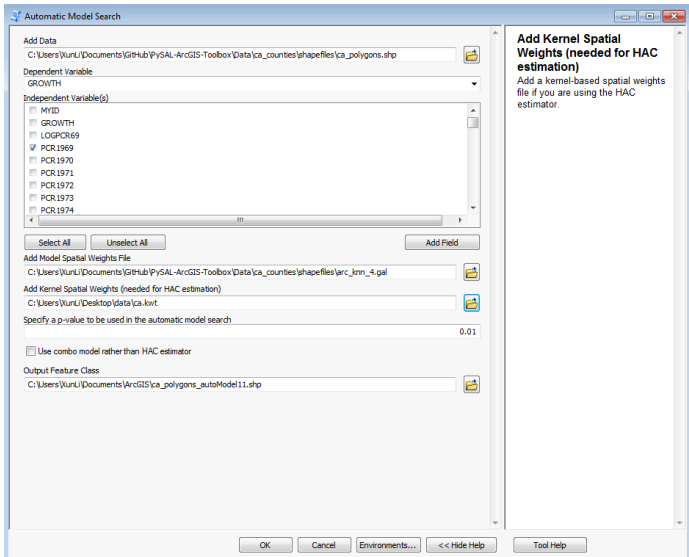 Automatic Model Search
Add Data
C:\Users\XunLi\Documents\GitHub\PySAL-ArcGIS-Toolbox\Data\ca_counties\shapefiles\ca_polygons.shp
Dependent Variable
GROWTH
Independent Variable(s)
MYID
GROWTH
LOGPCR69
PCR1969
PCR1970
PCR1971
PCR1972
PCR1973
PCR1974
Select All
Unselect All
Add Field
Add Model Spatial Weights File
C:\Users\XunLi\Documents\GitHub\PySAL-ArcGIS-Toolbox\Data\ca_counties\shapefiles\arc_knn_4.gal
Add Kernel Spatial Weights (needed for HAC estimation)
C:\Users\XunLi\Desktop\data\ca.kwt
Specify a p-value to be used in the automatic model search
0.01
Use combo model rather than HAC estimator
Output Feature Class
C:\Users\XunLi\Documents\ArcGIS\ca_polygons_autoModel11.shp
OK
Cancel
Environments...
<< Hide Help
Tool Help
Add Kernel Spatial
Weights (needed for HAC
estimation)
Add a kernel-based spatial weights
file if you are using the HAC
estimator.